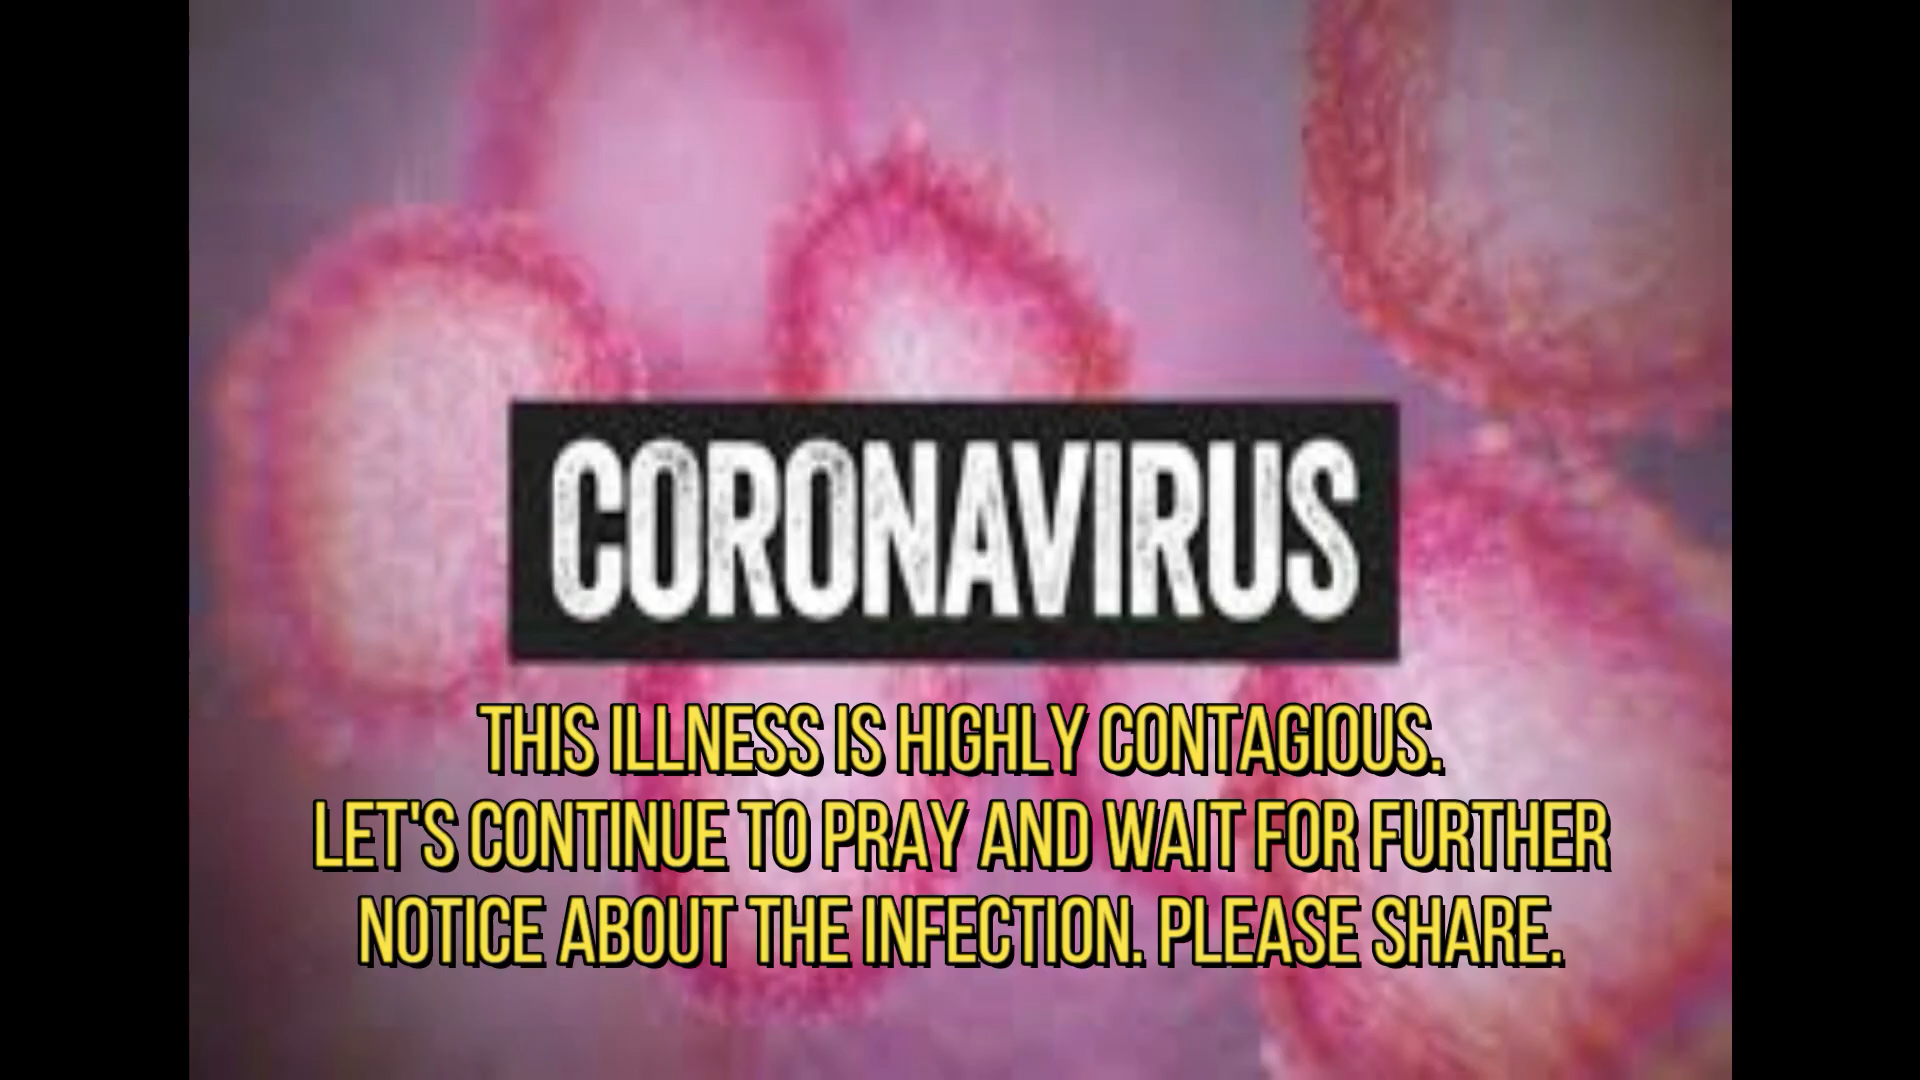 CORONAVIRUS
THIS ILLNESS IS HIGHLY CONTAGIOUS.
LET'S CONTINUE TO PRAY AND WAIT FOR FURTHER
NOTICE ABOUT THE INFECTION. PLEASE SHARE.